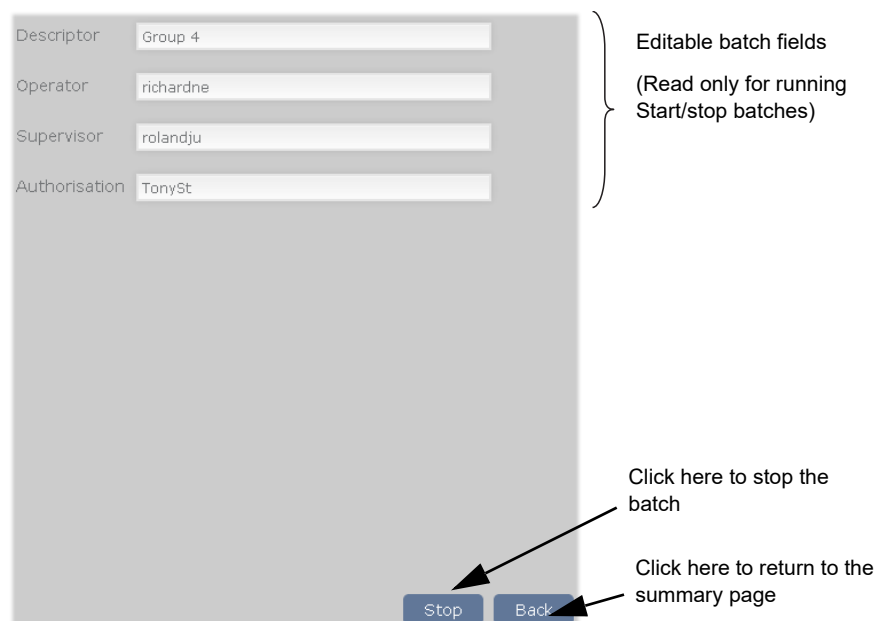 Descriptor Group 4
Operator richardne
Supervisor rolandju
Authorisation TonySt
Editable batch fields
(Read only for running
Start/stop batches)
Click here to stop the
batch
Click here to return to the
summary page
Stop Back